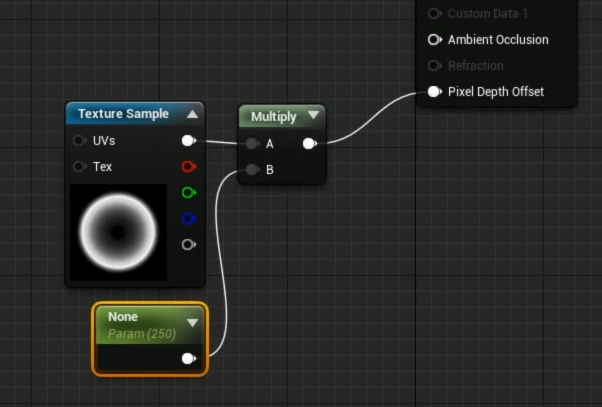 Custom Data 1
Ambient Occlusion
Refraction
Pixel Depth Offset
Texture Sample
UVs
Tex
Multiply
A
B
None
Param (250)